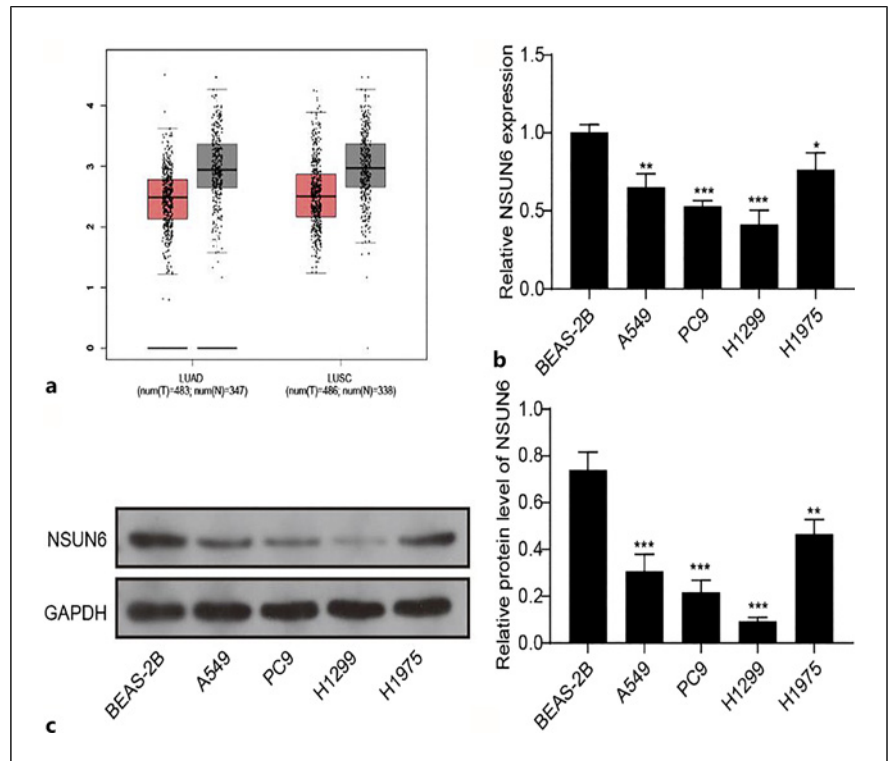 4
3
2
1
0
LUAD
(num(T)=483; num(N)=347)
LUSC
(num(T)=486; num(N)=338)
a
Relative NSUN6 expression
1.5
1.0
0.5
0.0
**
***
***
*
BEAS-2B
A549
PC9
H1299
H1975
b
NSUN6
GAPDH
BEAS-2B
A549
PC9
H1299
H1975
c
Relative protein level of NSUN6
1.0
0.8
0.6
0.4
0.2
0.0
***
***
***
**
BEAS-2B
A549
PC9
H1299
H1975